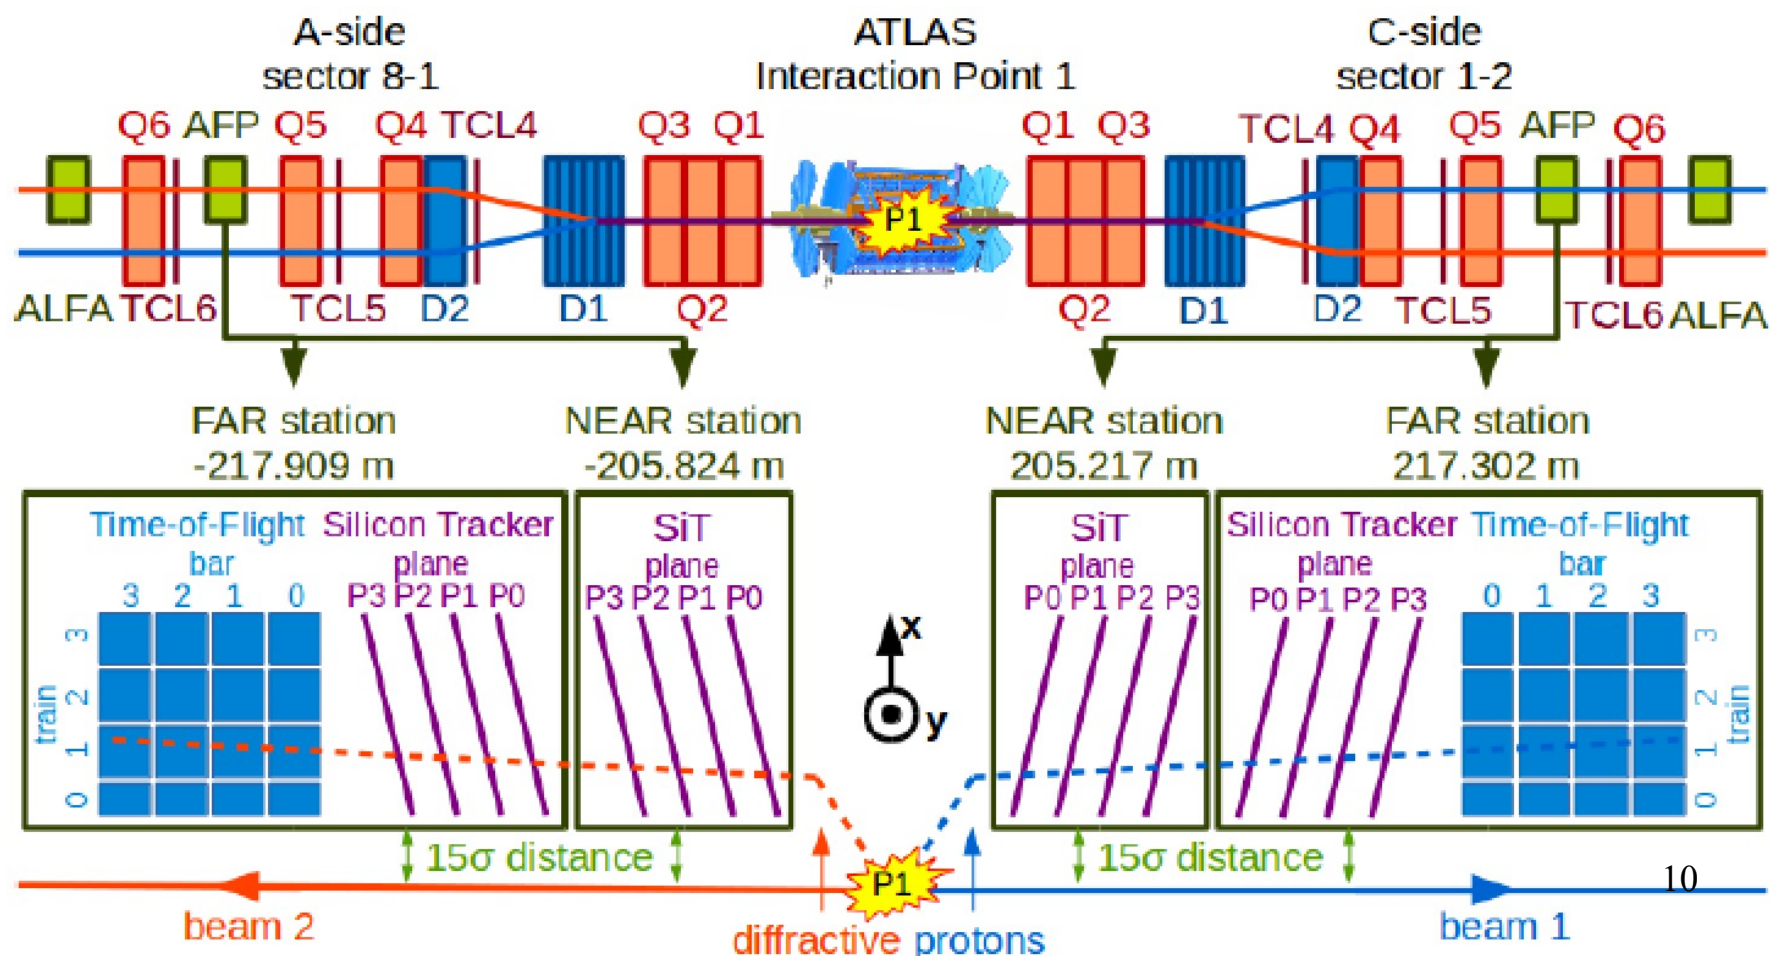 A-side
sector 8-1
ATLAS
Interaction Point 1
C-side
sector 1-2
Q6 AFP Q5 Q4 TCL4 Q3 Q1 Q1 Q3 TCL4 Q4 Q5 AFP Q6
P1
ALFA TCL6 TCL5 D2 D1 Q2 Q2 D1 D2 TCL5 TCL6 ALFA
FAR station
-217.909 m
NEAR station
-205.824 m
NEAR station
205.217 m
FAR station
217.302 m
Time-of-Flight
bar
3 2 1 0
train
3
2
1
0
Silicon Tracker
plane
P3 P2 P1 P0
SiT
plane
P3 P2 P1 P0
x
y
SiT
plane
P0 P1 P2 P3
Silicon Tracker
plane
P0 P1 P2 P3
Time-of-Flight
bar
0 1 2 3
3
2
1
0
train
15σ distance
15σ distance
P1
10
beam 2
diffractive protons
beam 1